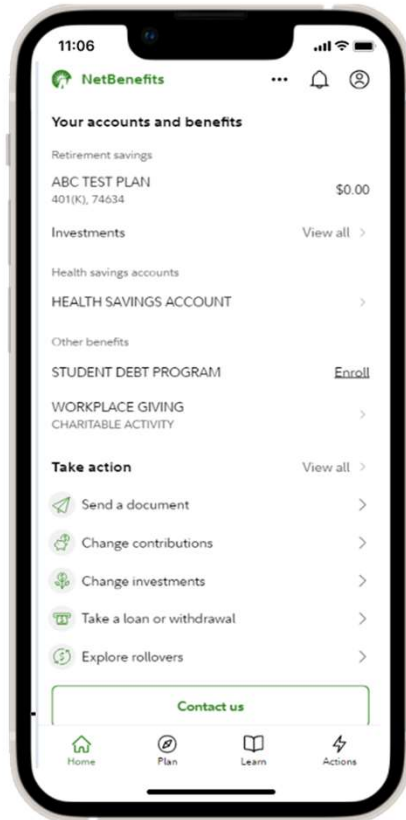 11:06
NetBenefits
Your accounts and benefits
Retirement savings
ABC TEST PLAN
401(K), 74634
$0.00
Investments View all
Health savings accounts
HEALTH SAVINGS ACCOUNT
Other benefits
STUDENT DEBT PROGRAM Enroll
WORKPLACE GIVING
CHARITABLE ACTIVITY
Take action View all
Send a document
Change contributions
Change investments
Take a loan or withdrawal
Explore rollovers
Contact us
Home Plan Learn Actions